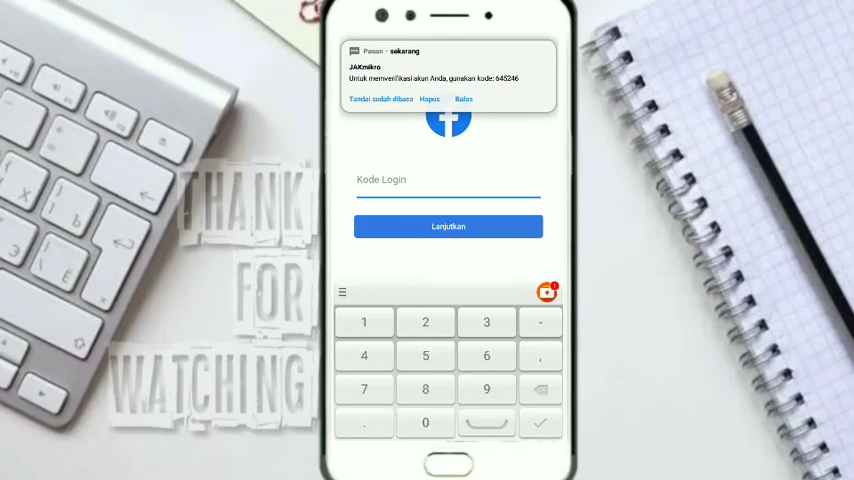 Pesan · sekarang
JAKmikro
Untuk memverifikasi akun Anda, gunakan kode: 645246
Tandai sudah dibaca Hapus Balas
f
Kode Login
Lanjutkan
1
1 2 3 -
4 5 6 ,
7 8 9
. 0
THANK
FOR
WATCHING